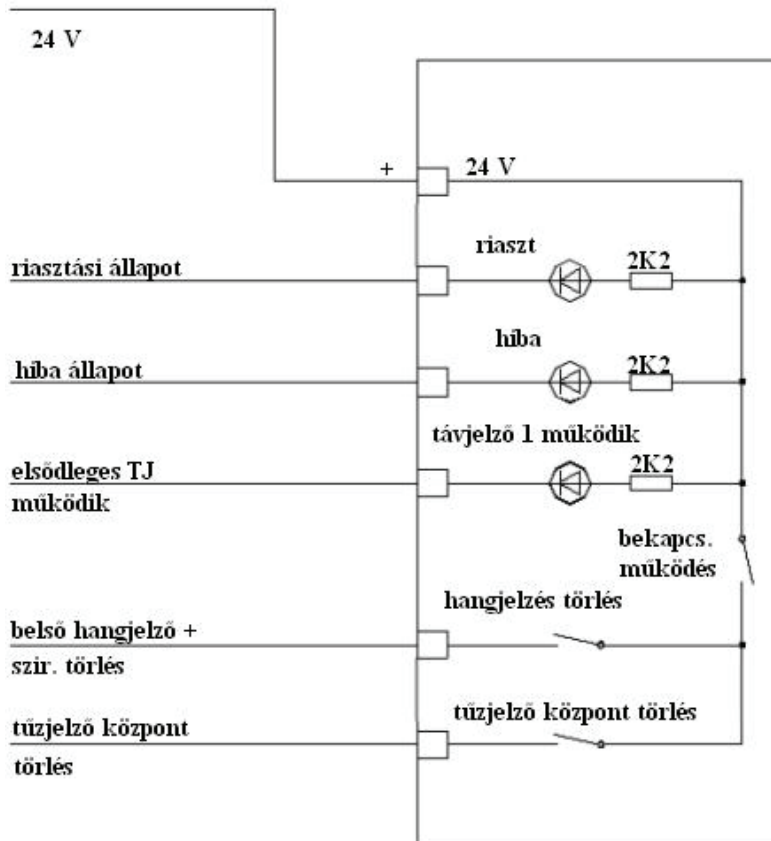 24 V
+ 24 V
riasztási állapot
riaszt
2K2
hiba állapot
hiba
2K2
távjelző 1 működik
elsődleges TJ
működik
2K2
bekapcs.
működés
hangjelzés törlés
belső hangjelző +
szir. törlés
tűzjelző központ törlés
tűzjelző központ
törlés